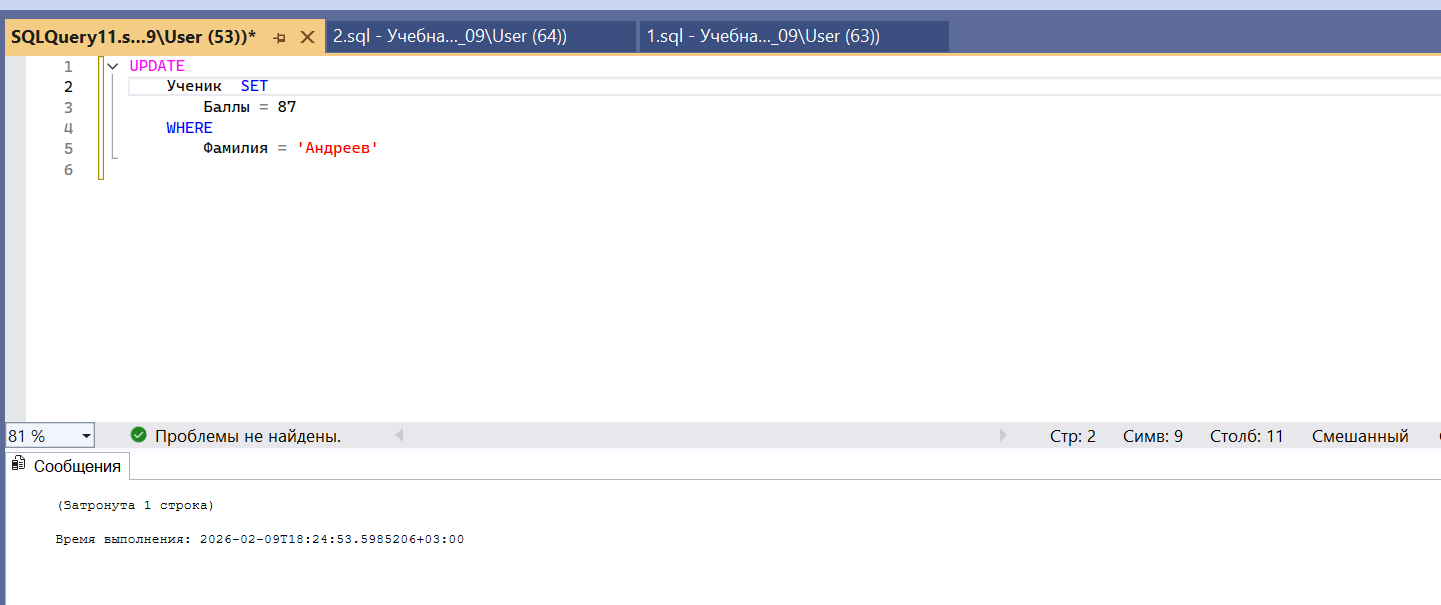 SQLQuery11.s...9\User (53))*
2.sql - Учебна..._09\User (64))
1.sql - Учебна..._09\User (63))
1 UPDATE
2 Ученик SET
3 Баллы = 87
4 WHERE
5 Фамилия = 'Андреев'
6
81 % Проблемы не найдены. Стр: 2 Симв: 9 Столб: 11 Смешанный
Сообщения
(Затронута 1 строка)
Время выполнения: 2026-02-09T18:24:53.5985206+03:00